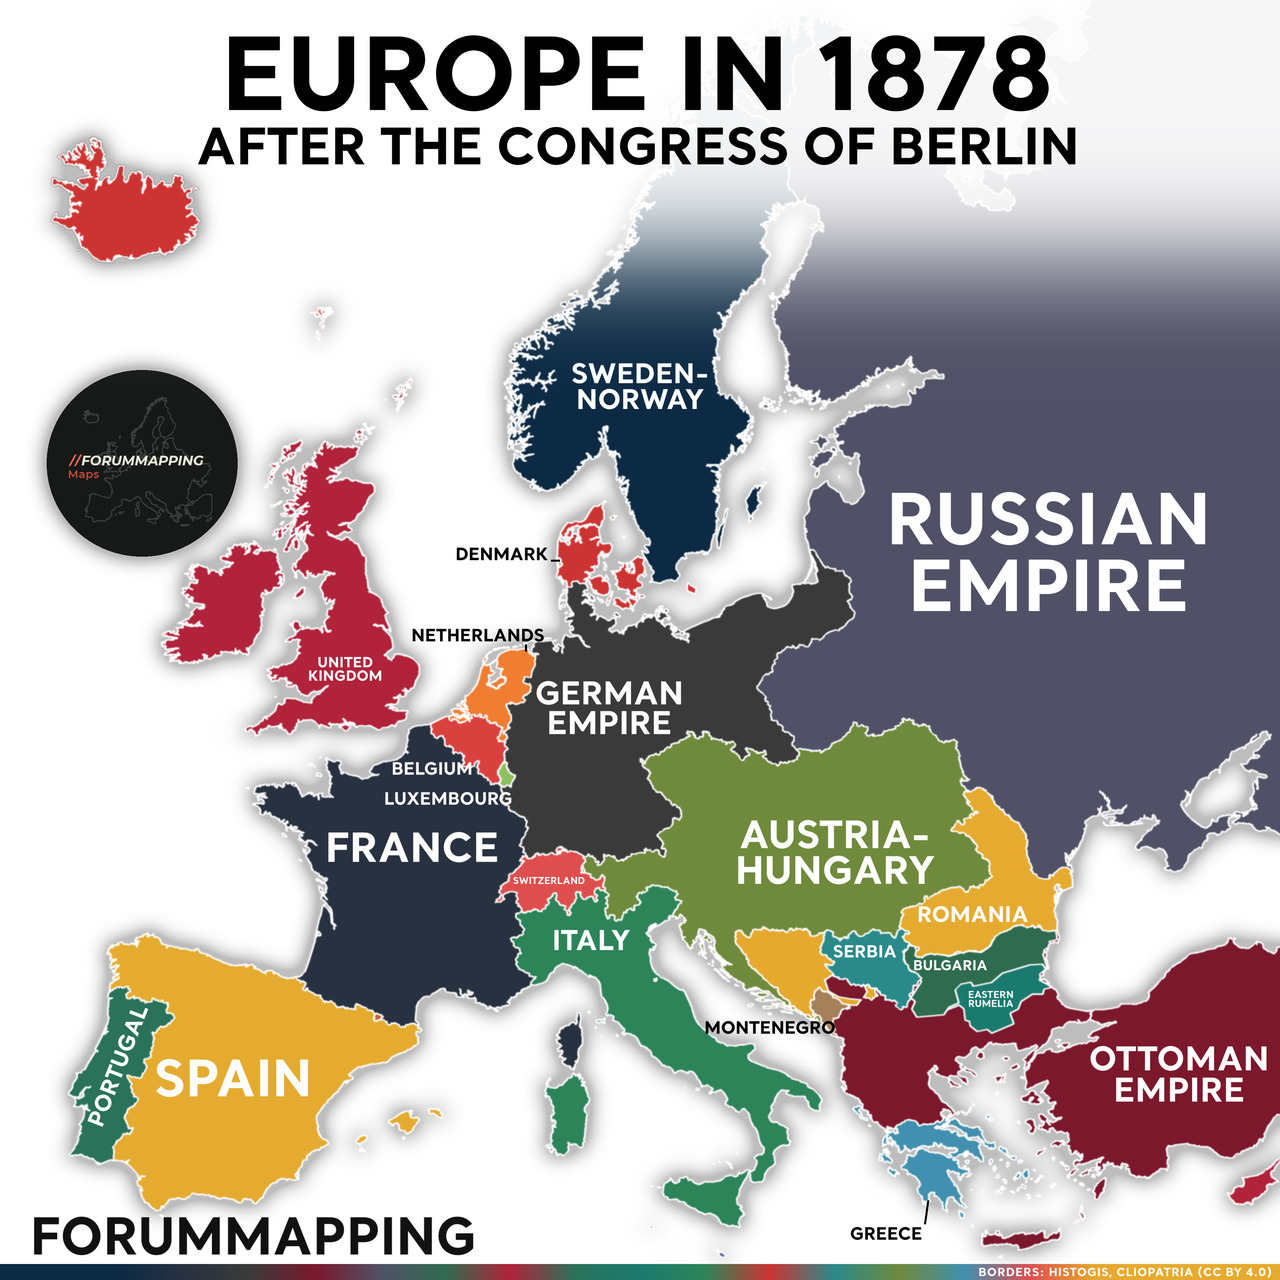 EUROPE IN 1878
AFTER THE CONGRESS OF BERLIN
SWEDEN-
NORWAY
//FORUMMAPPING
Maps
RUSSIAN
EMPIRE
DENMARK
NETHERLANDS
UNITED
KINGDOM
GERMAN
EMPIRE
BELGIUM
LUXEMBOURG
FRANCE
AUSTRIA-
HUNGARY
SWITZERLAND
ROMANIA
ITALY
SERBIA
BULGARIA
EASTERN
RUMELIA
MONTENEGRO
PORTUGAL
SPAIN
OTTOMAN
EMPIRE
GREECE
FORUMMAPPING
BORDERS: HISTOGIS, CLIOPATRIA (CC BY 4.0)